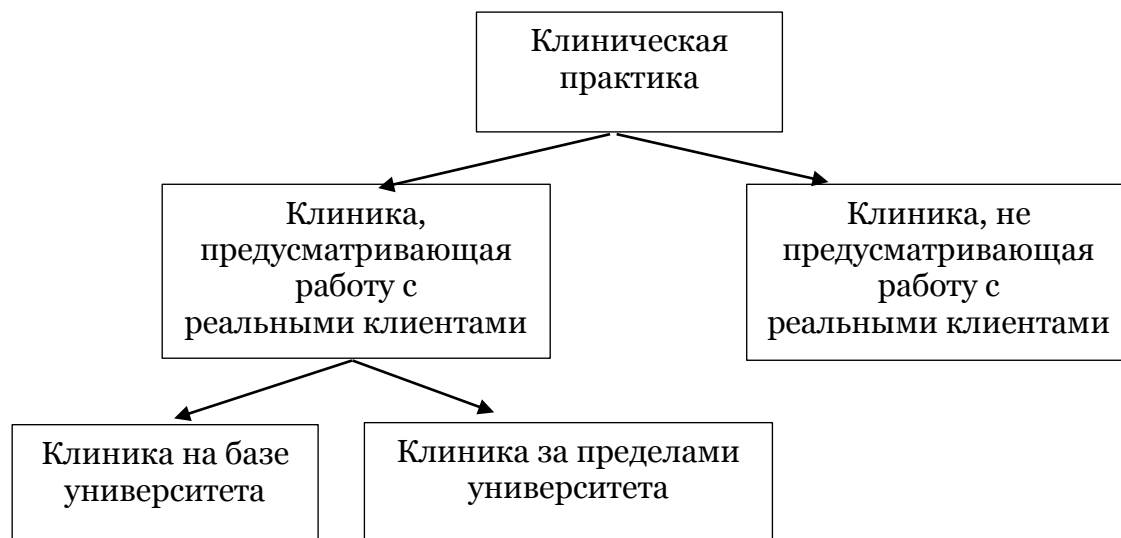 Клиническая
практика
Клиника,
предусматривающая
работу с
реальными клиентами
Клиника, не
предусматривающая
работу с
реальными клиентами
Клиника на базе
университета
Клиника за пределами
университета